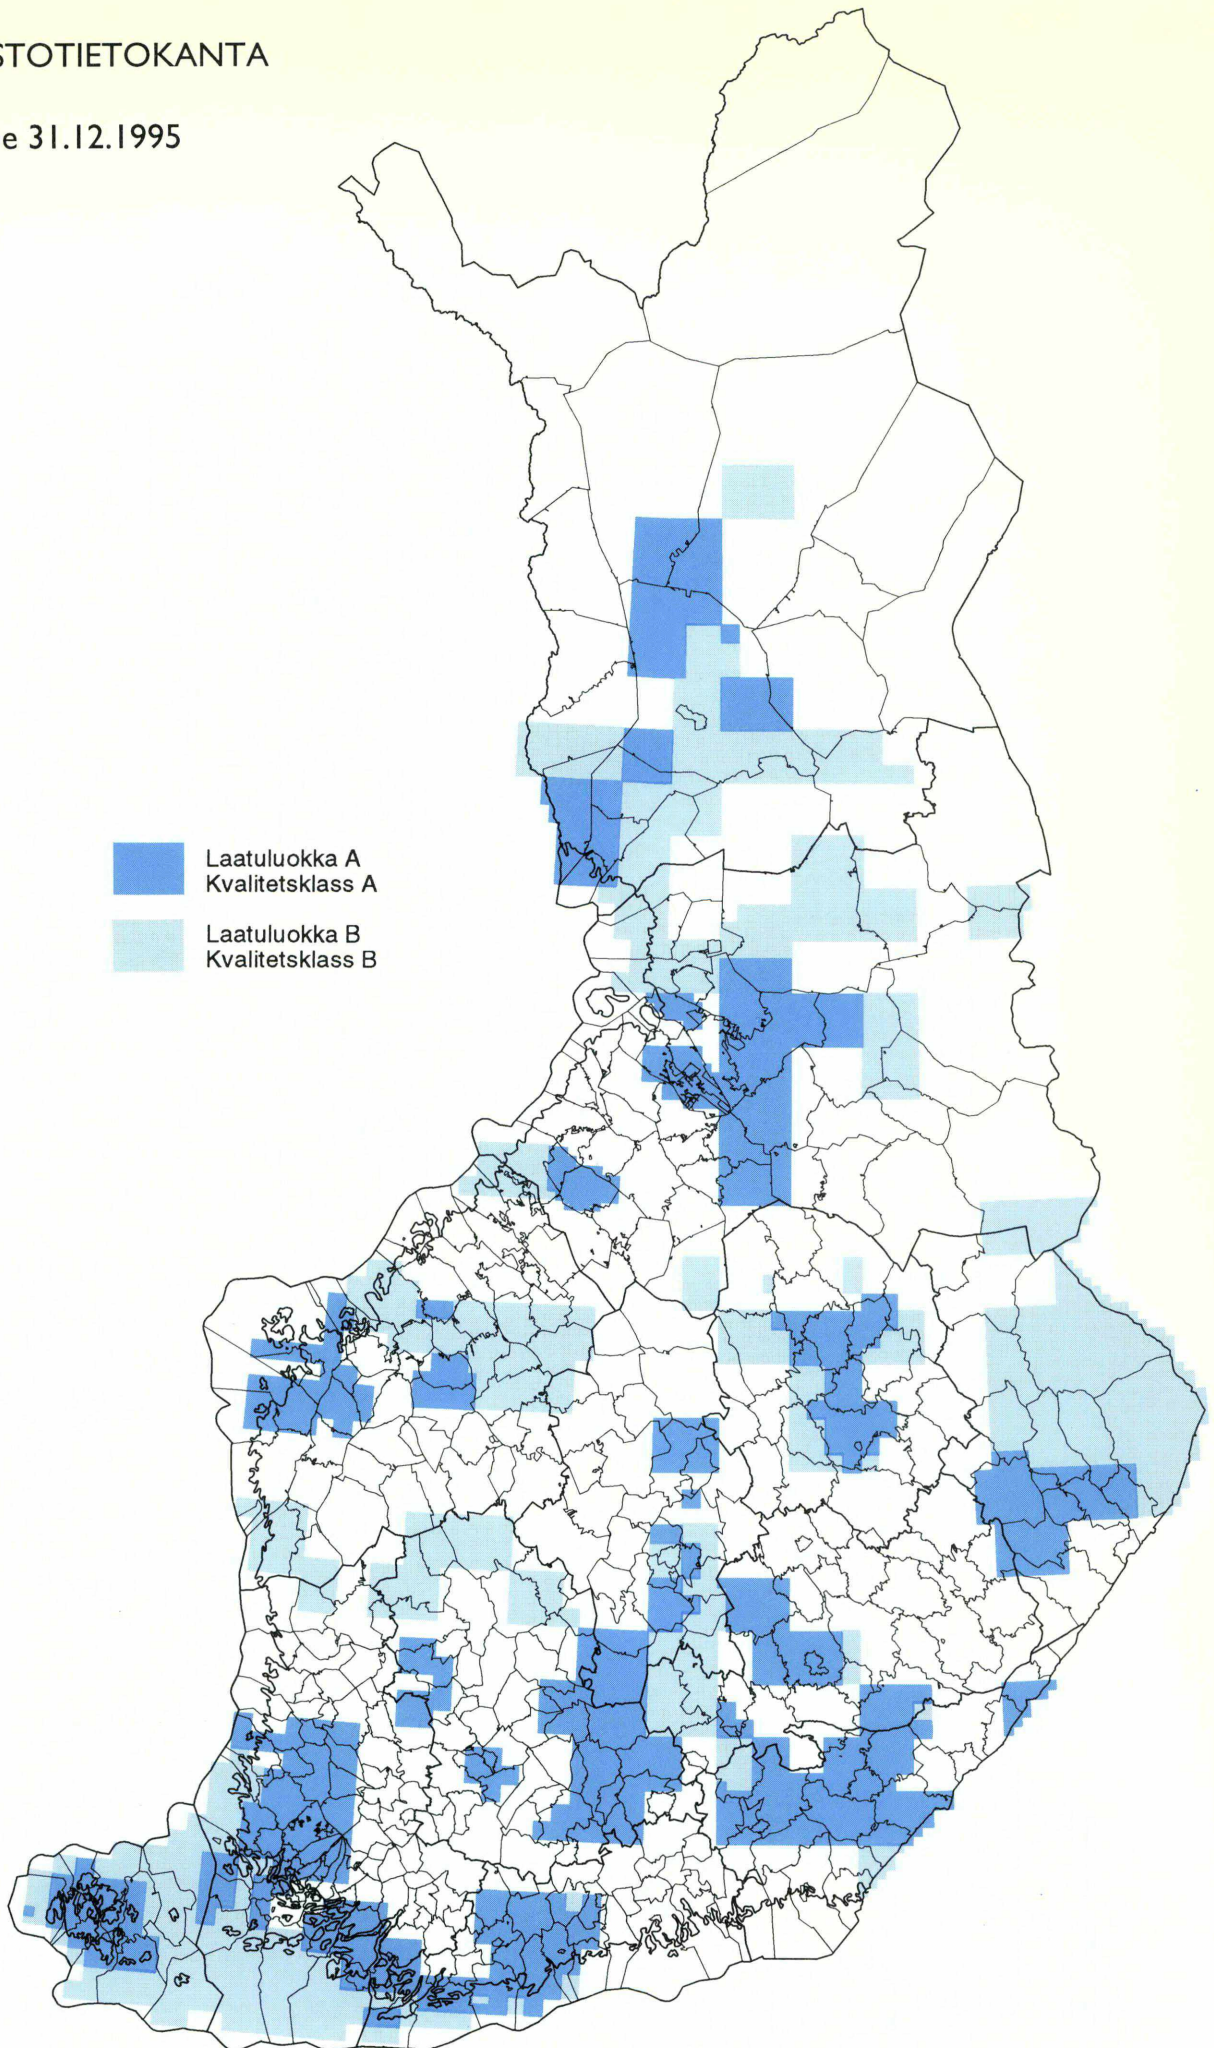 STOTIETOKANTA
e 31.12.1995
Laatuluokka A
Kvalitetsklass A
Laatuluokka B
Kvalitetsklass B